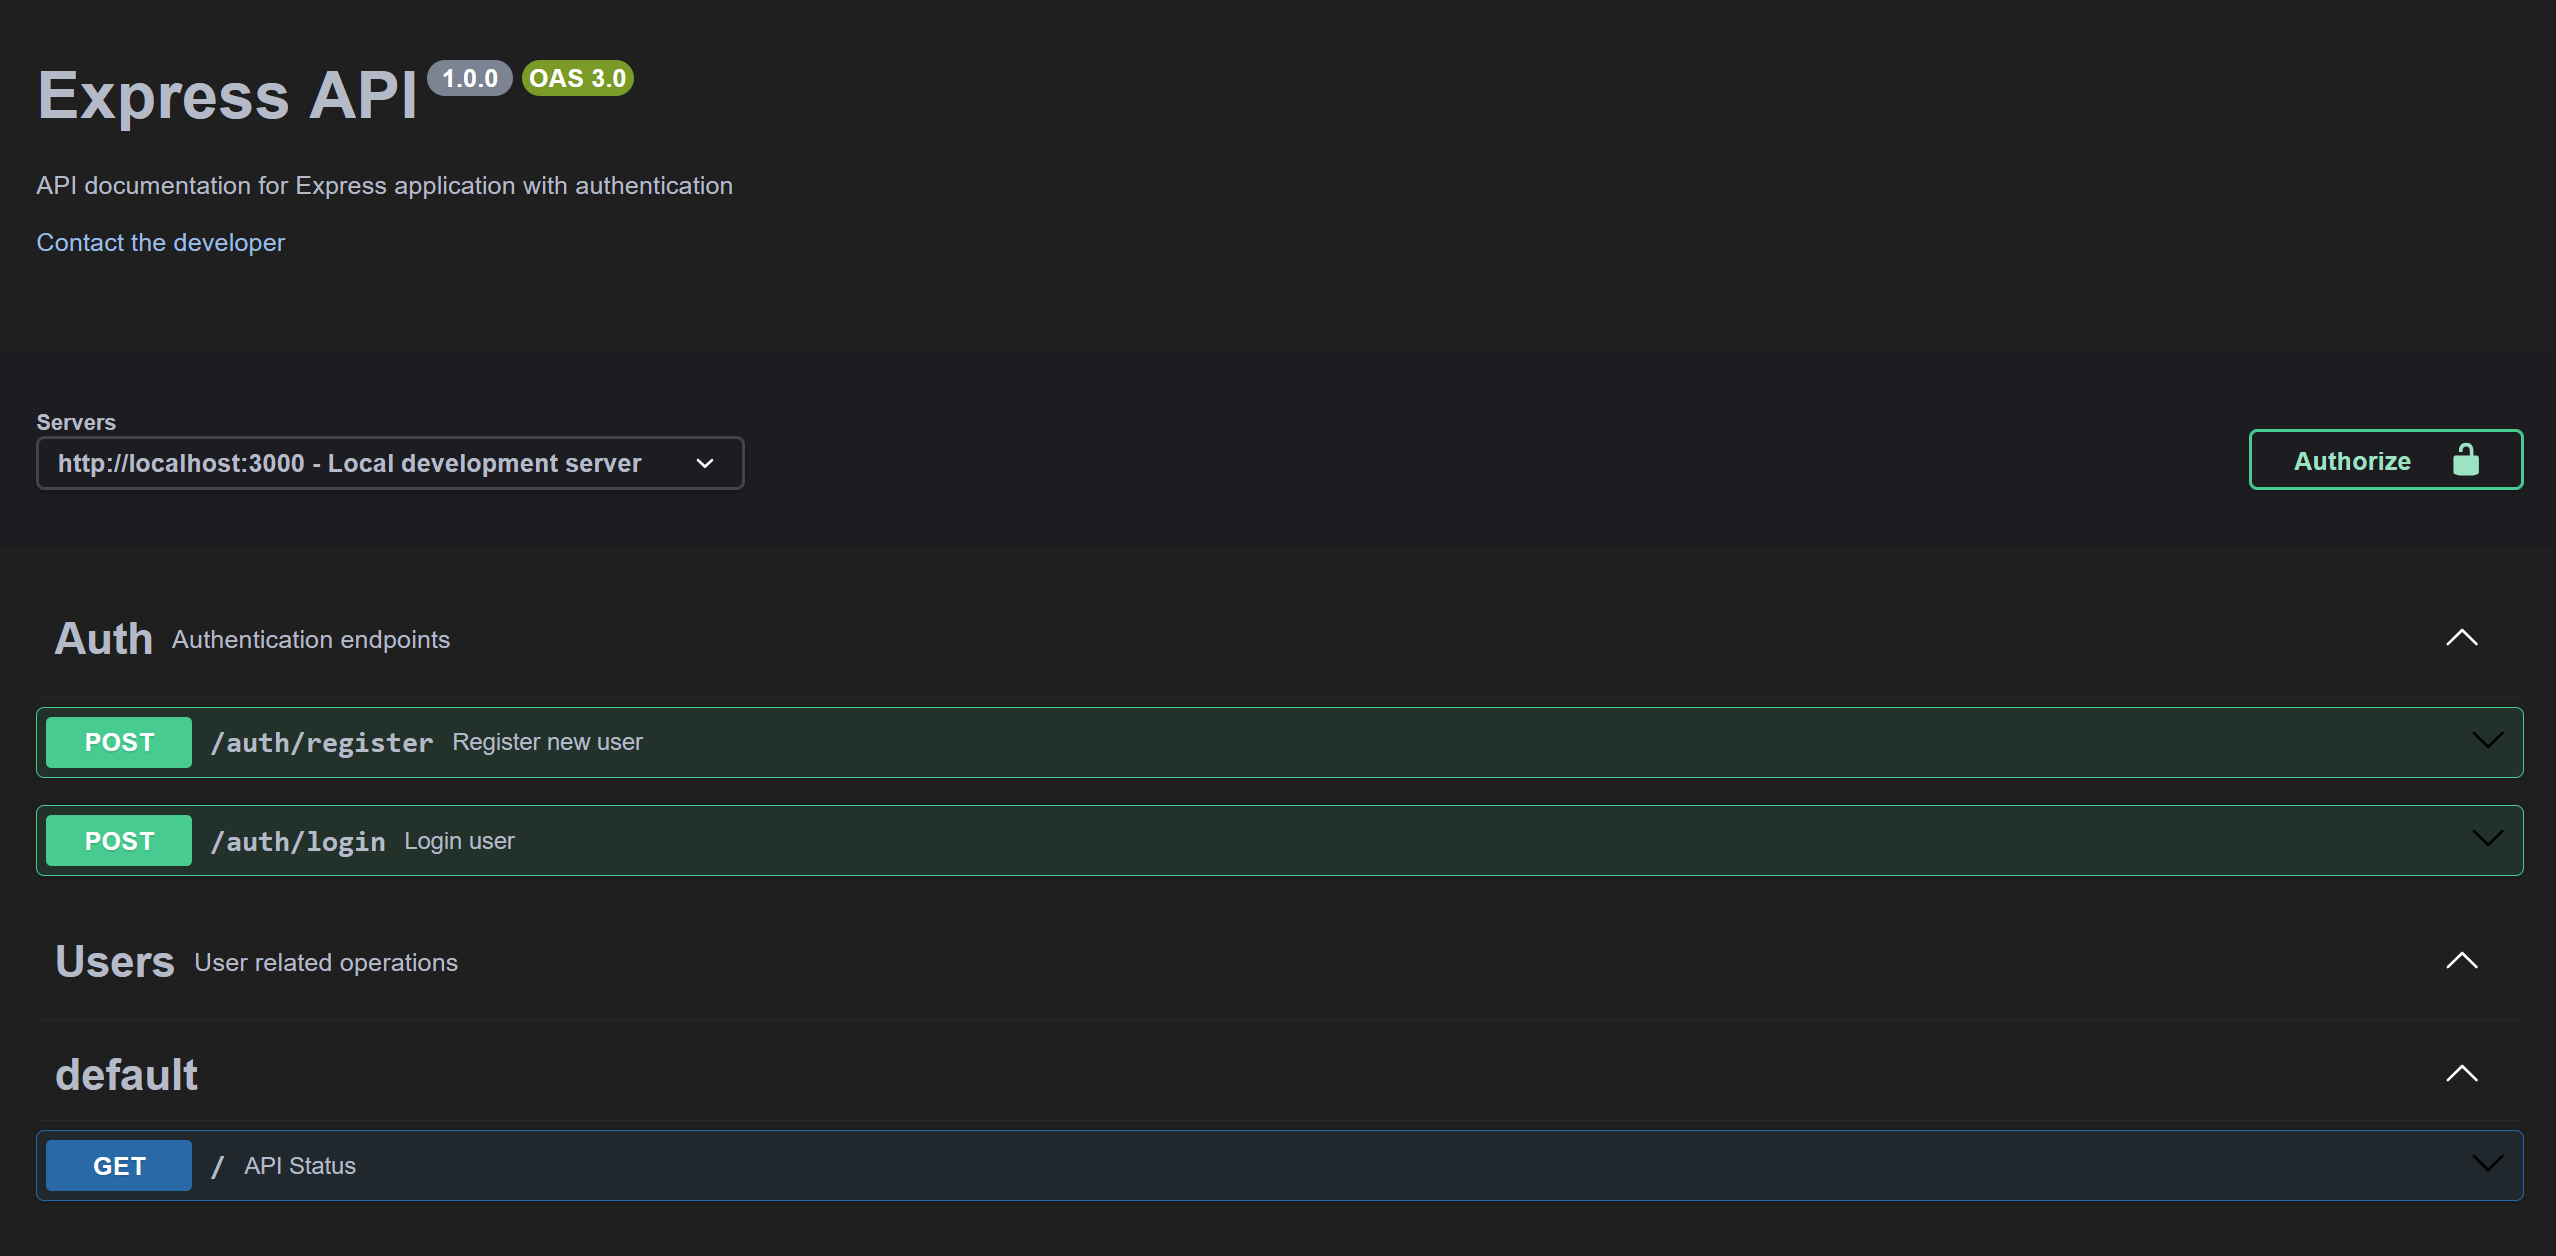 Express API 1.0.0 OAS 3.0
API documentation for Express application with authentication
Contact the developer
Servers
http://localhost:3000 - Local development server
Authorize
Auth Authentication endpoints
POST /auth/register Register new user
POST /auth/login Login user
Users User related operations
default
GET / API Status